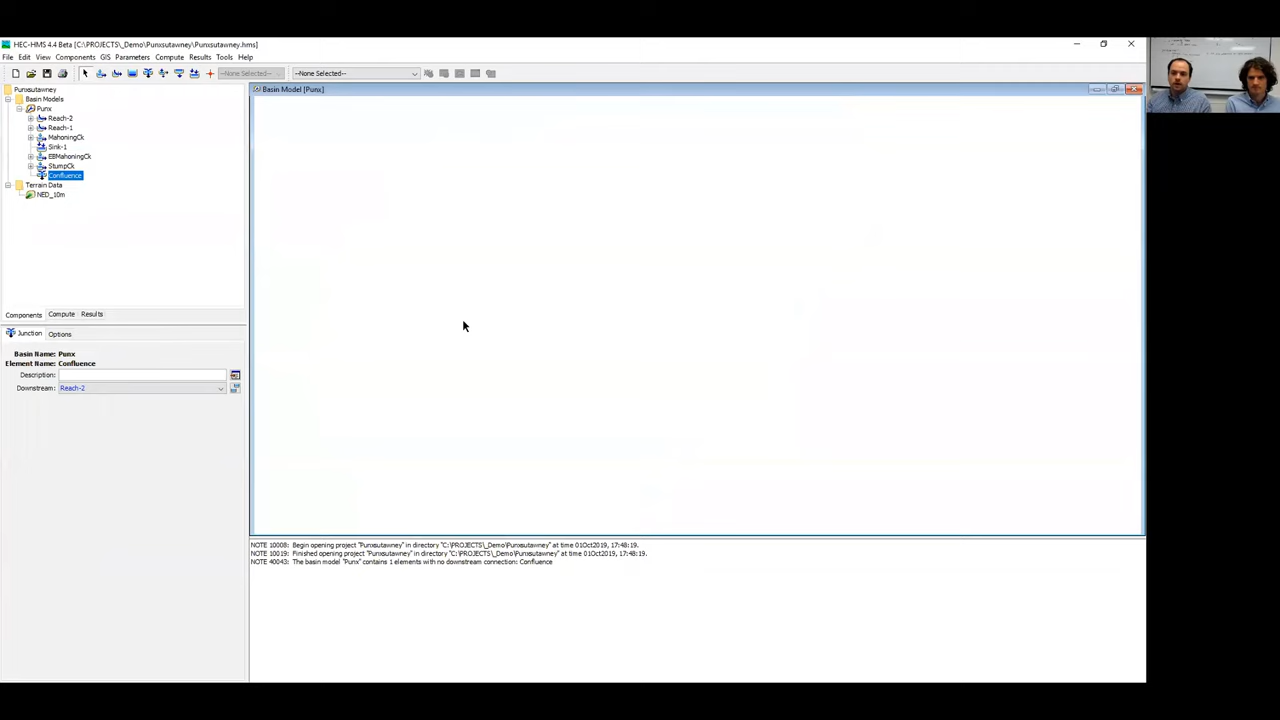 HEC-HMS 4.4 Beta [C:\PROJECTS\_Demo\Punxsutawney\Punxsutawney.hms]
File Edit View Components GIS Parameters Compute Results Tools Help
--None Selected-- --None Selected--
Punxsutawney
Basin Models
Punx
Reach-2
Reach-1
MahoningCk
Sink-1
EBMahoningCk
StumpCk
Confluence
Terrain Data
NED_10m
Basin Model [Punx]
Components Compute Results
Junction Options
Basin Name: Punx
Element Name: Confluence
Description:
Downstream: Reach-2
NOTE 10008: Begin opening project "Punxsutawney" in directory "C:\PROJECTS\_Demo\Punxsutawney" at time 01Oct2019, 17:48:19.
NOTE 10019: Finished opening project "Punxsutawney" in directory "C:\PROJECTS\_Demo\Punxsutawney" at time 01Oct2019, 17:48:19.
NOTE 40043: The basin model "Punx" contains 1 elements with no downstream connection: Confluence